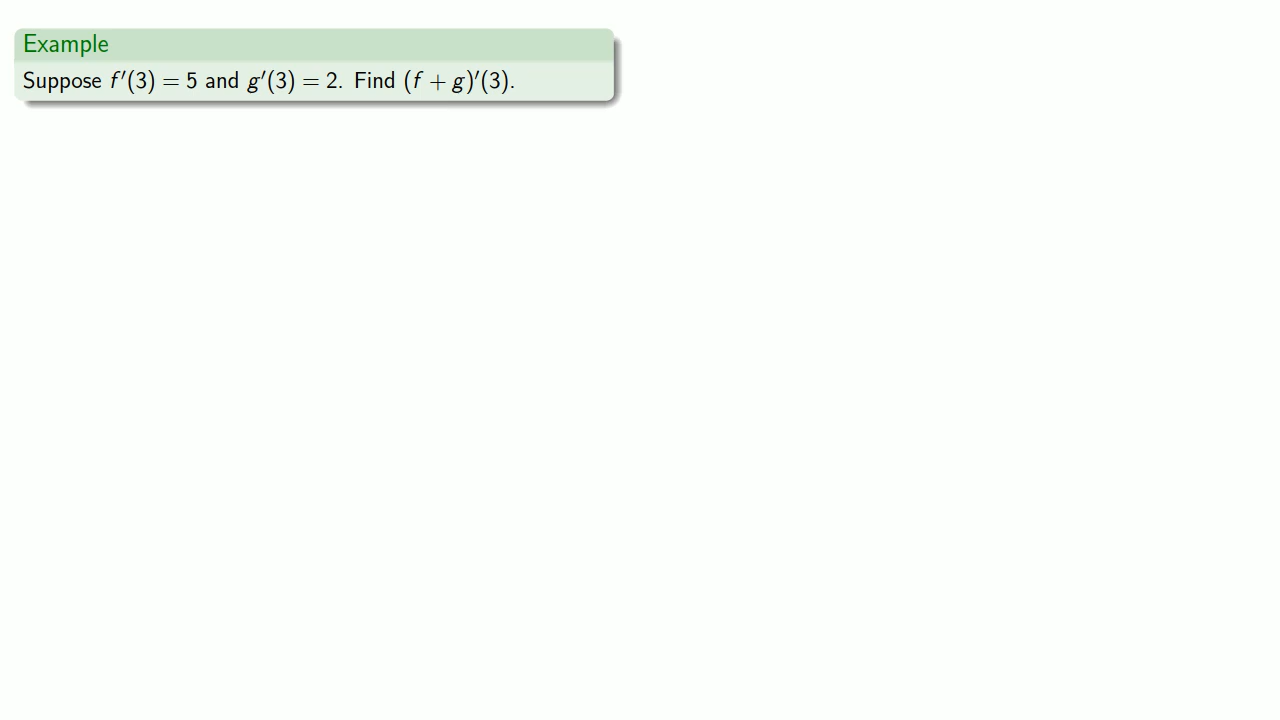 Example
Suppose f′(3) = 5 and g′(3) = 2. Find (f + g)′(3).